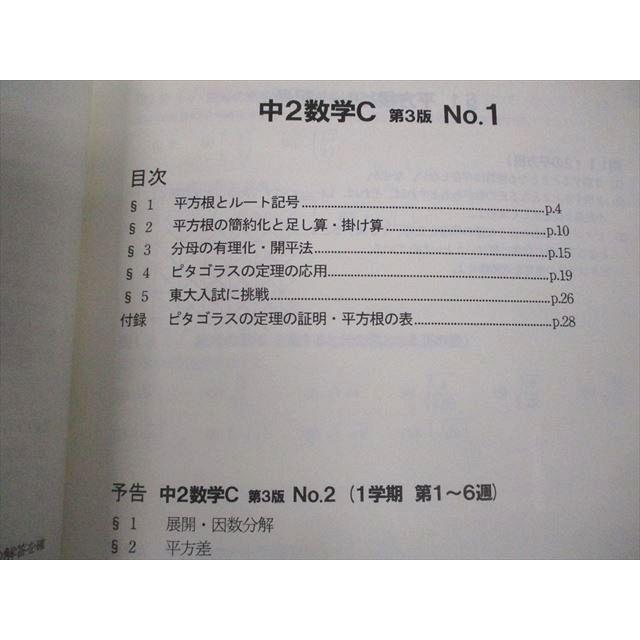 中2数学C 第3版 No.1
目次
§1 平方根とルート記号……p.4
§2 平方根の簡約化と足し算・掛け算……p.10
§3 分母の有理化・開平法……p.15
§4 ピタゴラスの定理の応用……p.19
§5 東大入試に挑戦……p.26
付録 ピタゴラスの定理の証明・平方根の表……p.28
予告 中2数学C 第3版 No.2 (1学期 第1～6週)
§1 展開・因数分解
§2 平方差
の解答を確